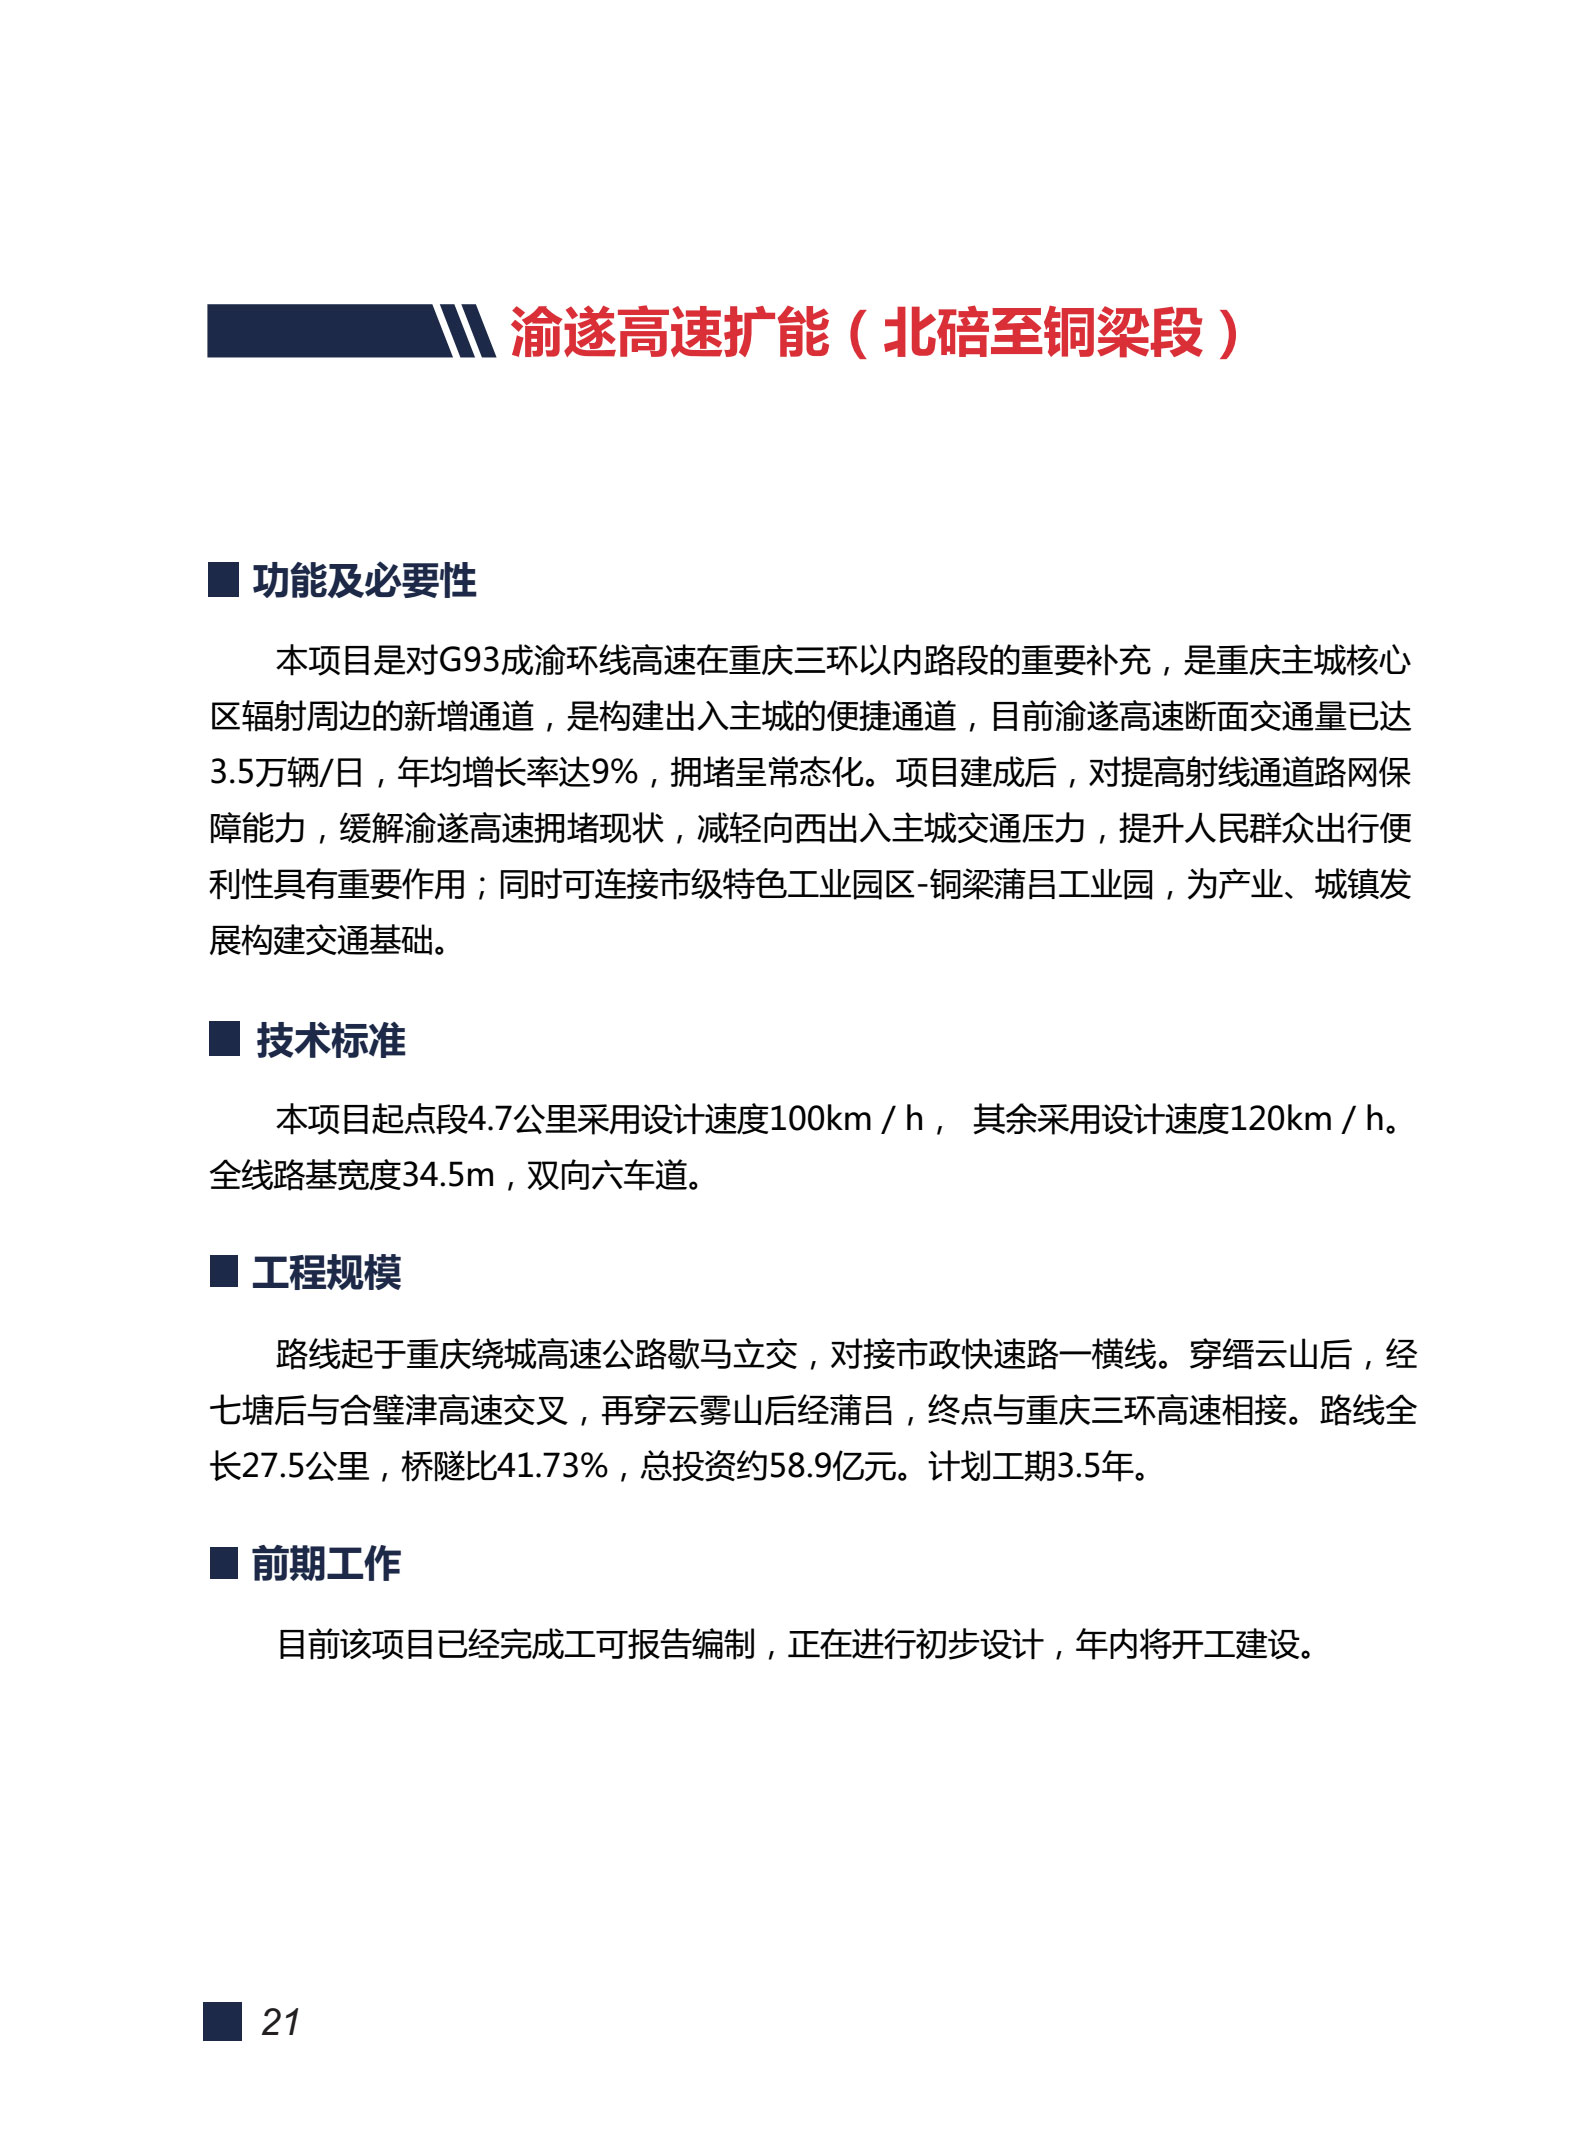 渝遂高速扩能（北碚至铜梁段）
功能及必要性
本项目是对G93成渝环线高速在重庆三环以内路段的重要补充，是重庆主城核心
区辐射周边的新增通道，是构建出入主城的便捷通道，目前渝遂高速断面交通量已达
3.5万辆/日，年均增长率达9%，拥堵呈常态化。项目建成后，对提高射线通道路网保
障能力，缓解渝遂高速拥堵现状，减轻向西出入主城交通压力，提升人民群众出行便
利性具有重要作用；同时可连接市级特色工业园区-铜梁蒲吕工业园，为产业、城镇发
展构建交通基础。
技术标准
本项目起点段4.7公里采用设计速度100km / h， 其余采用设计速度120km / h。
全线路基宽度34.5m，双向六车道。
工程规模
路线起于重庆绕城高速公路歇马立交，对接市政快速路一横线。穿缙云山后，经
七塘后与合璧津高速交叉，再穿云雾山后经蒲吕，终点与重庆三环高速相接。路线全
长27.5公里，桥隧比41.73%，总投资约58.9亿元。计划工期3.5年。
前期工作
目前该项目已经完成工可报告编制，正在进行初步设计，年内将开工建设。
21